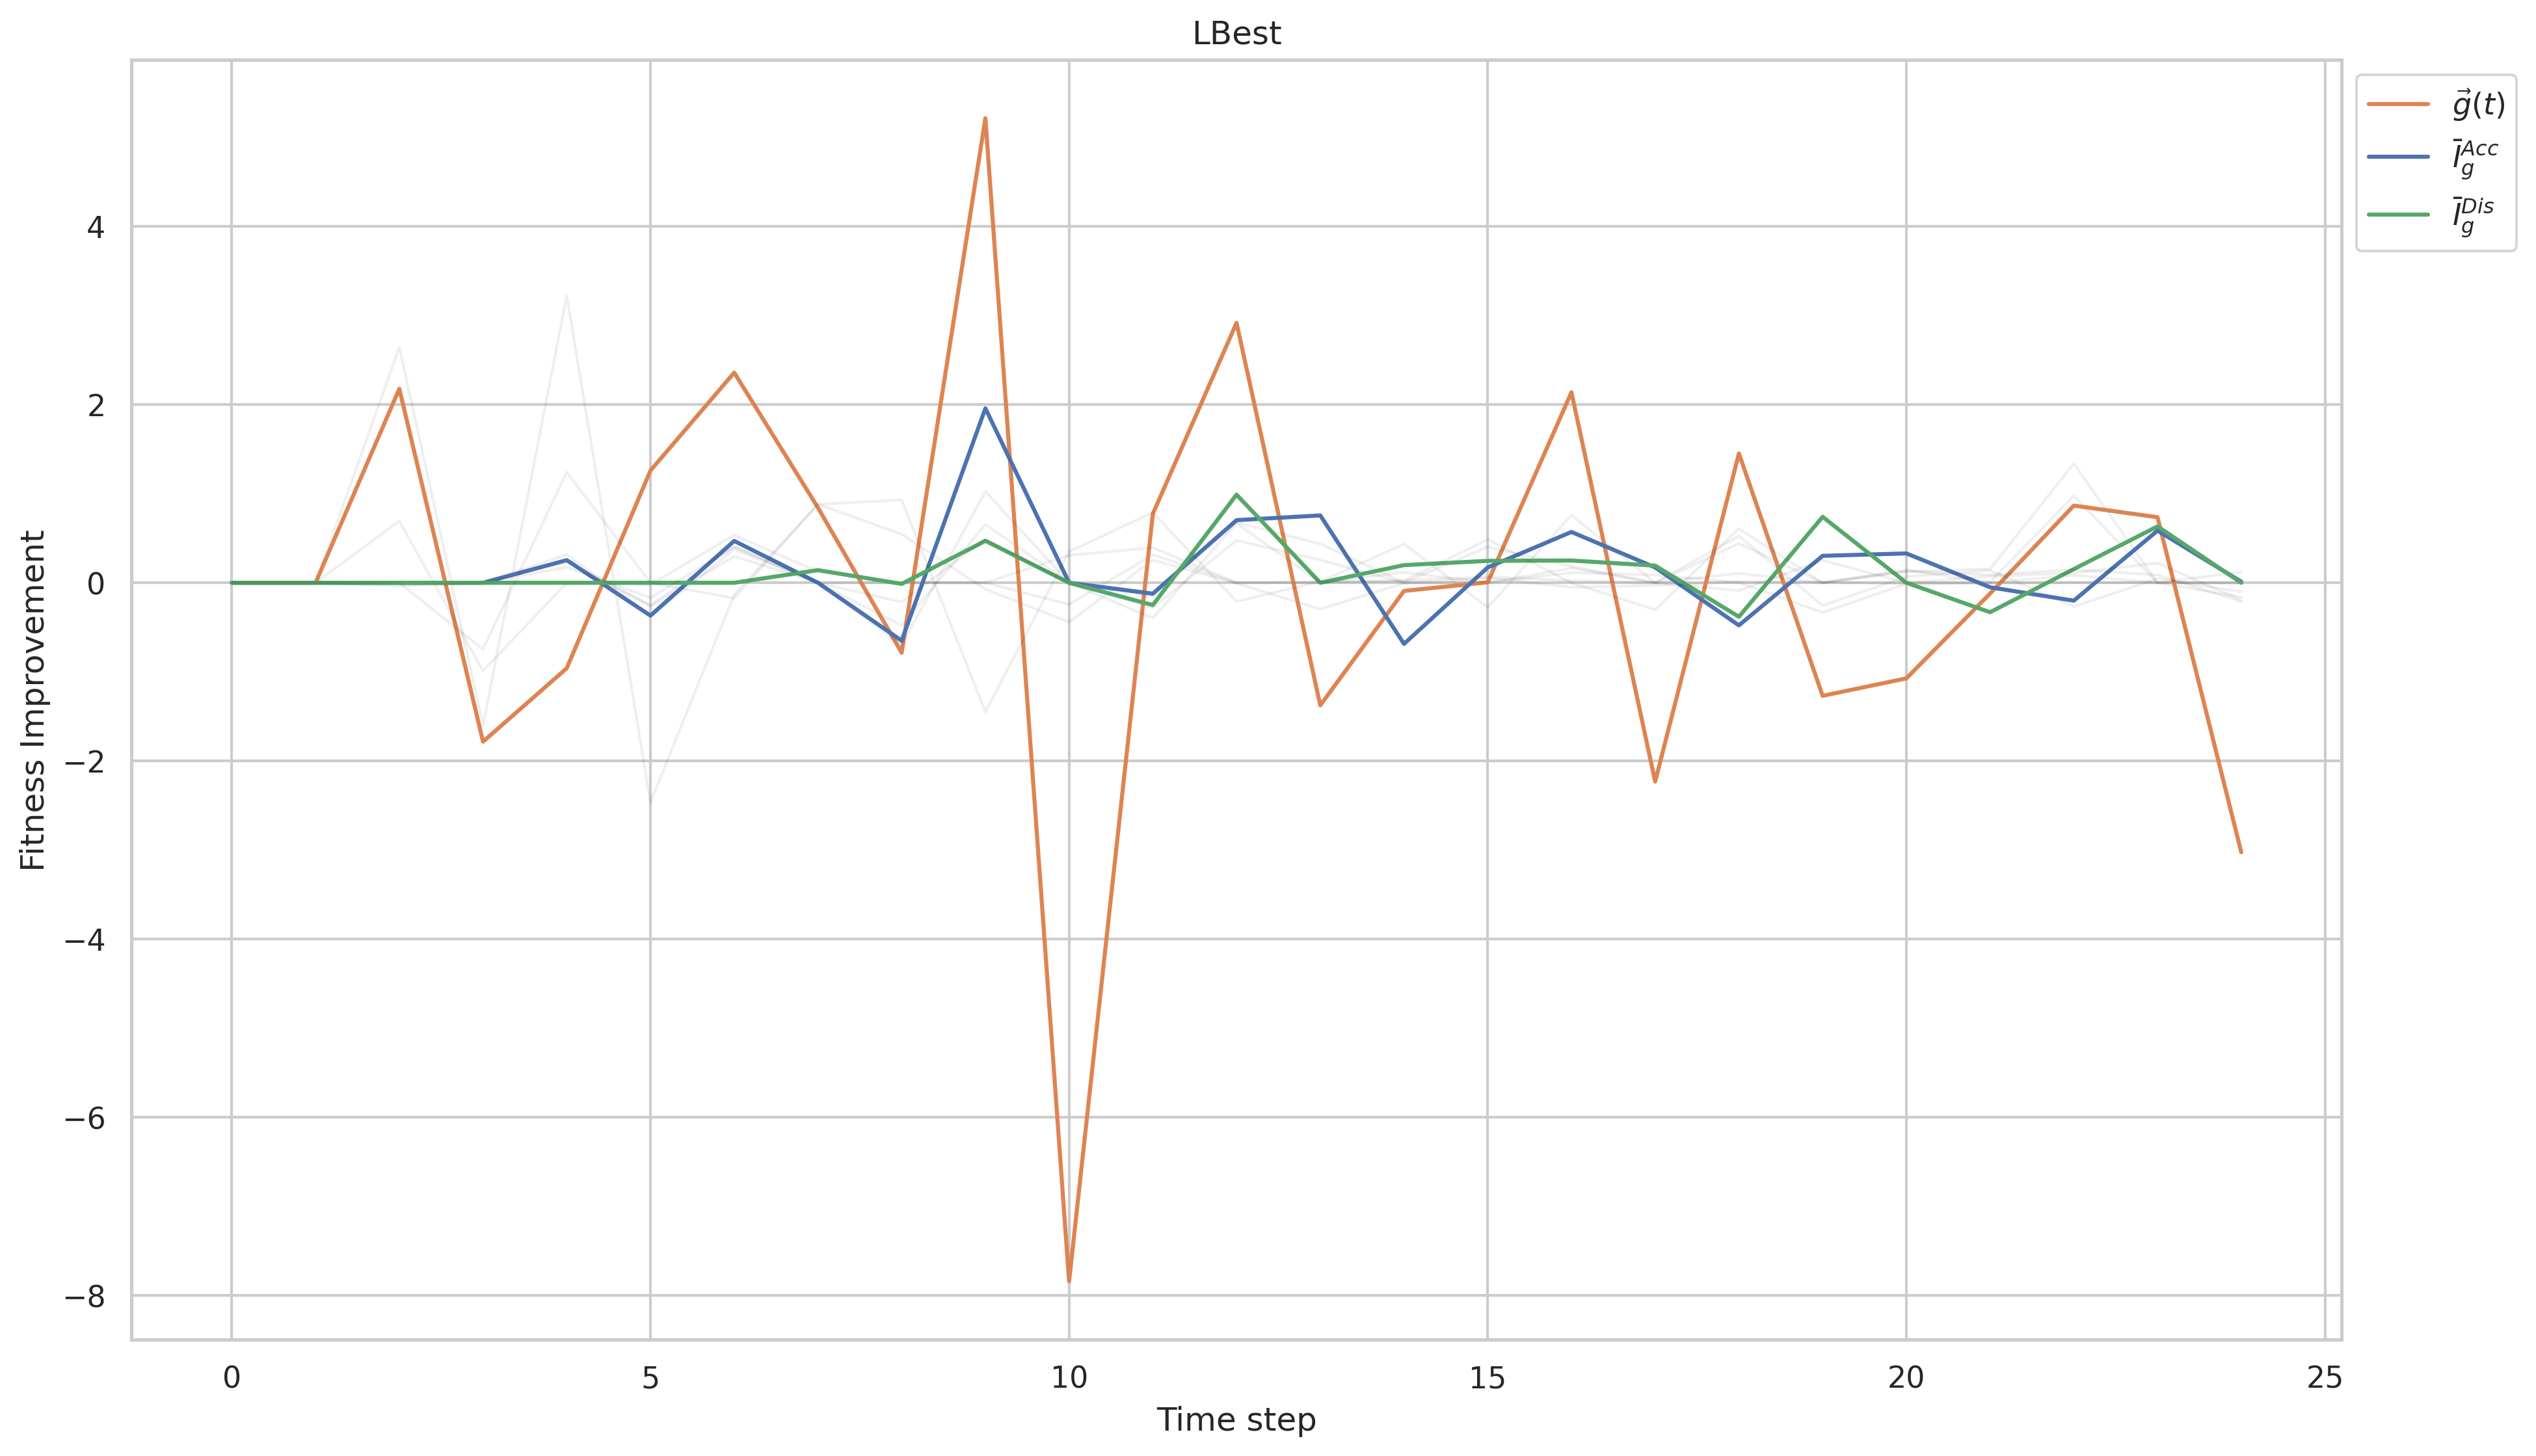 LBest
g⃗(t)
Ī_g^Acc
Ī_g^Dis
Fitness Improvement
4
2
0
−2
−4
−6
−8
0 5 10 15 20 25
Time step